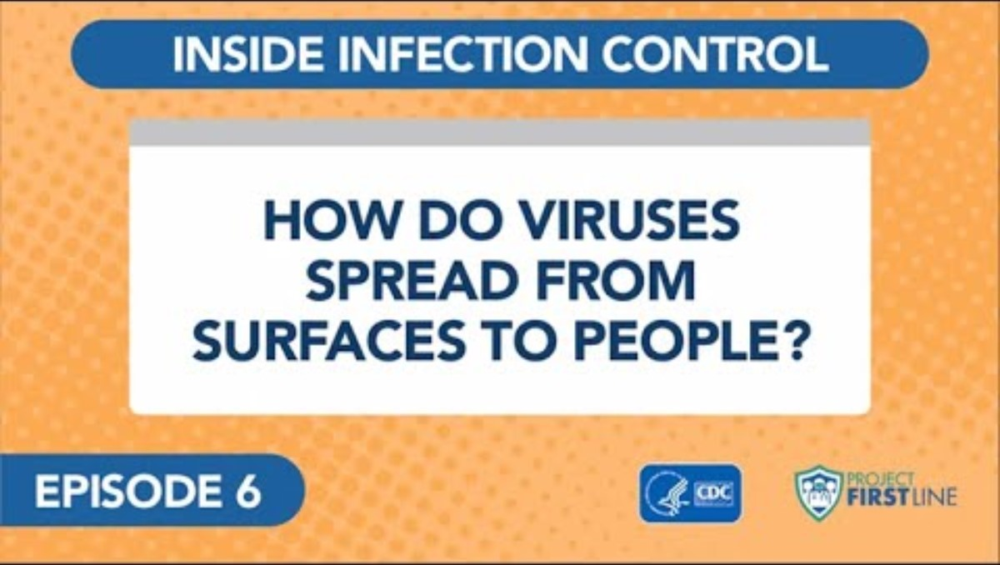 INSIDE INFECTION CONTROL
HOW DO VIRUSES
SPREAD FROM
SURFACES TO PEOPLE?
EPISODE 6
CDC
PROJECT
FIRSTLINE